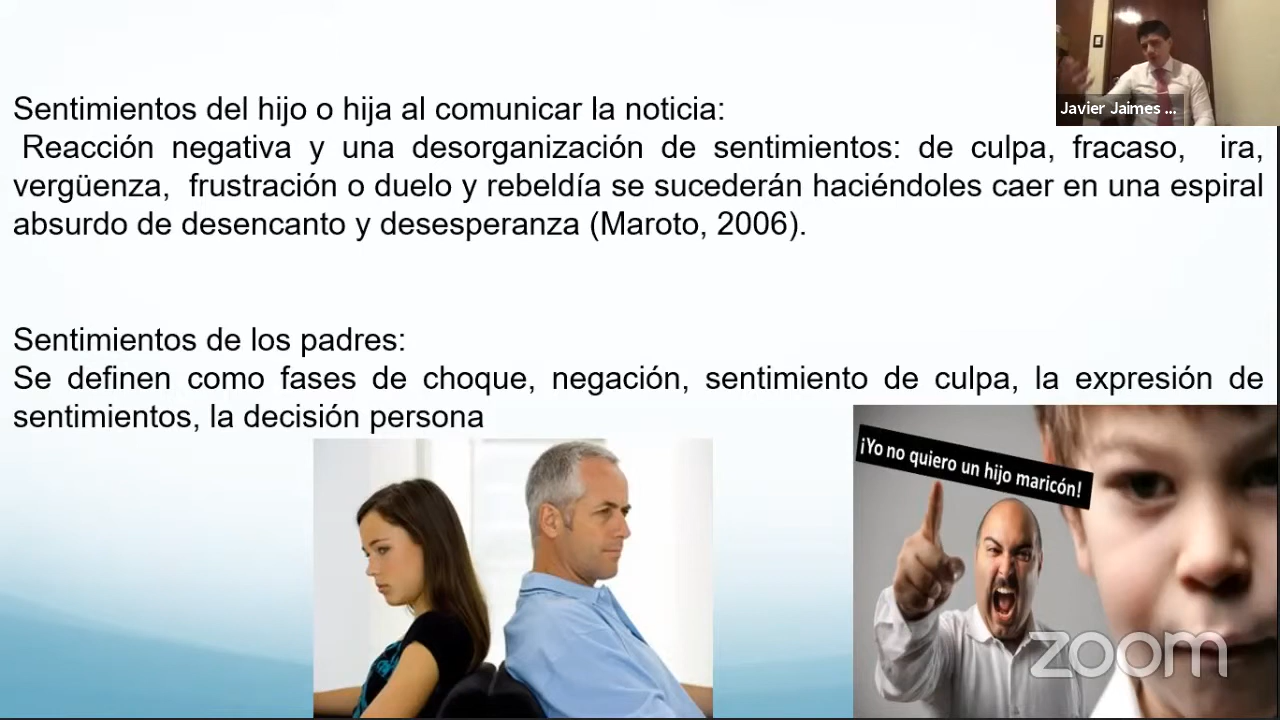 Javier Jaimes ...
Sentimientos del hijo o hija al comunicar la noticia:
Reacción negativa y una desorganización de sentimientos: de culpa, fracaso, ira,
vergüenza, frustración o duelo y rebeldía se sucederán haciéndoles caer en una espiral
absurdo de desencanto y desesperanza (Maroto, 2006).
Sentimientos de los padres:
Se definen como fases de choque, negación, sentimiento de culpa, la expresión de
sentimientos, la decisión persona
¡Yo no quiero un hijo maricón!
zoom